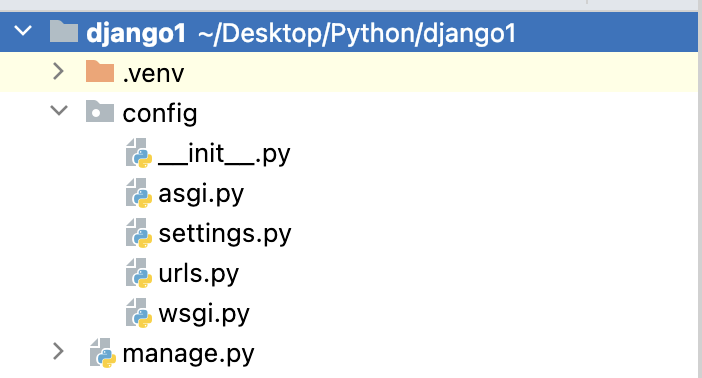 django1 ~/Desktop/Python/django1
.venv
config
__init__.py
asgi.py
settings.py
urls.py
wsgi.py
manage.py